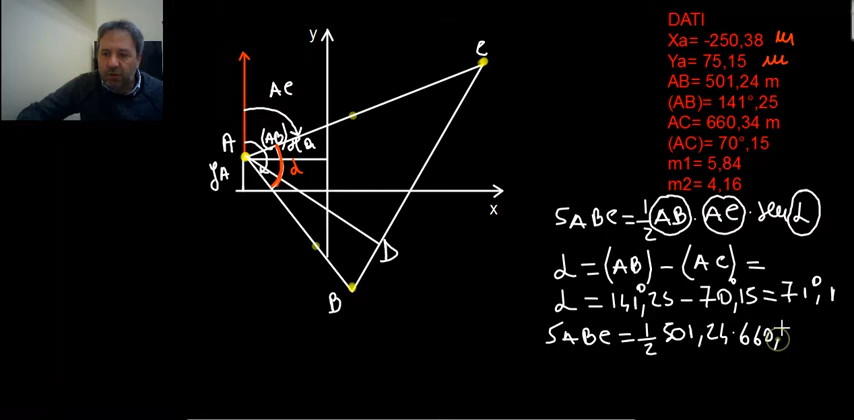 y
C
AC
A
(AB)
Xa
YA
α
x
D
B
DATI
Xa= -250,38 m
Ya= 75,15 m
AB= 501,24 m
(AB)= 141°,25
AC= 660,34 m
(AC)= 70°,15
m1= 5,84
m2= 4,16
SABC = 1/2 AB · AC · sen α
α = (AB) - (AC) =
α = 141°,25 - 70°,15 = 71°,1
SABC = 1/2 501,24 · 660,